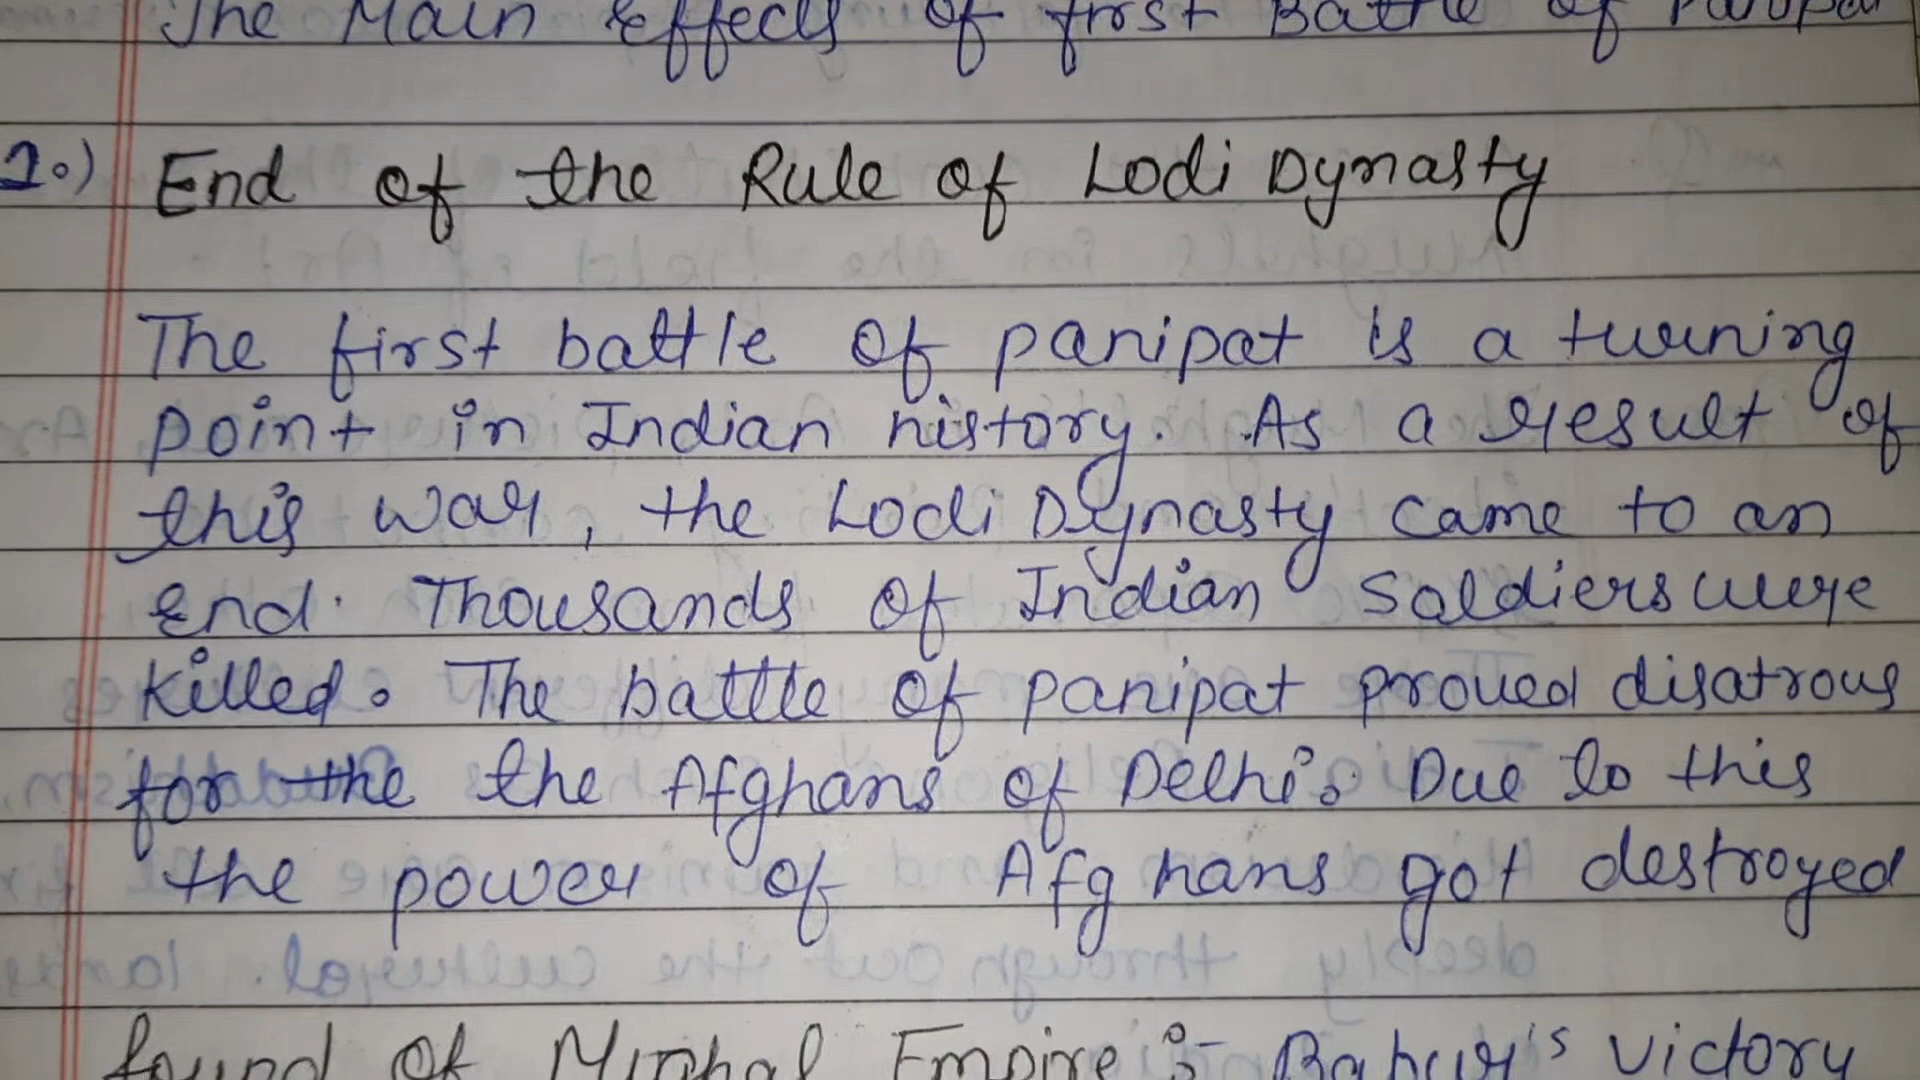 The Main Effects of first Battle of
1.) End of the Rule of Lodi Dynasty
The first battle of panipat is a turning
point in Indian history. As a result of
this war, the Lodi Dynasty came to an
end. Thousands of Indian Soldiers were
killed. The battle of panipat proved disatrous
for the the Afghans of Delhi. Due to this
the power of Afghans got destroyed
found of Mughal Empire :- Babur's victory